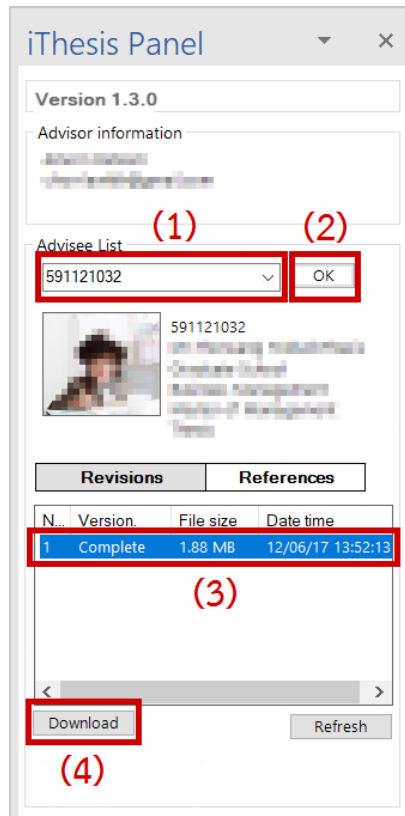 iThesis Panel
Version 1.3.0
Advisor information
(1) (2)
Advisee List
591121032 OK
591121032
Revisions References
N... Version. File size Date time
1 Complete 1.88 MB 12/06/17 13:52:13
(3)
Download Refresh
(4)